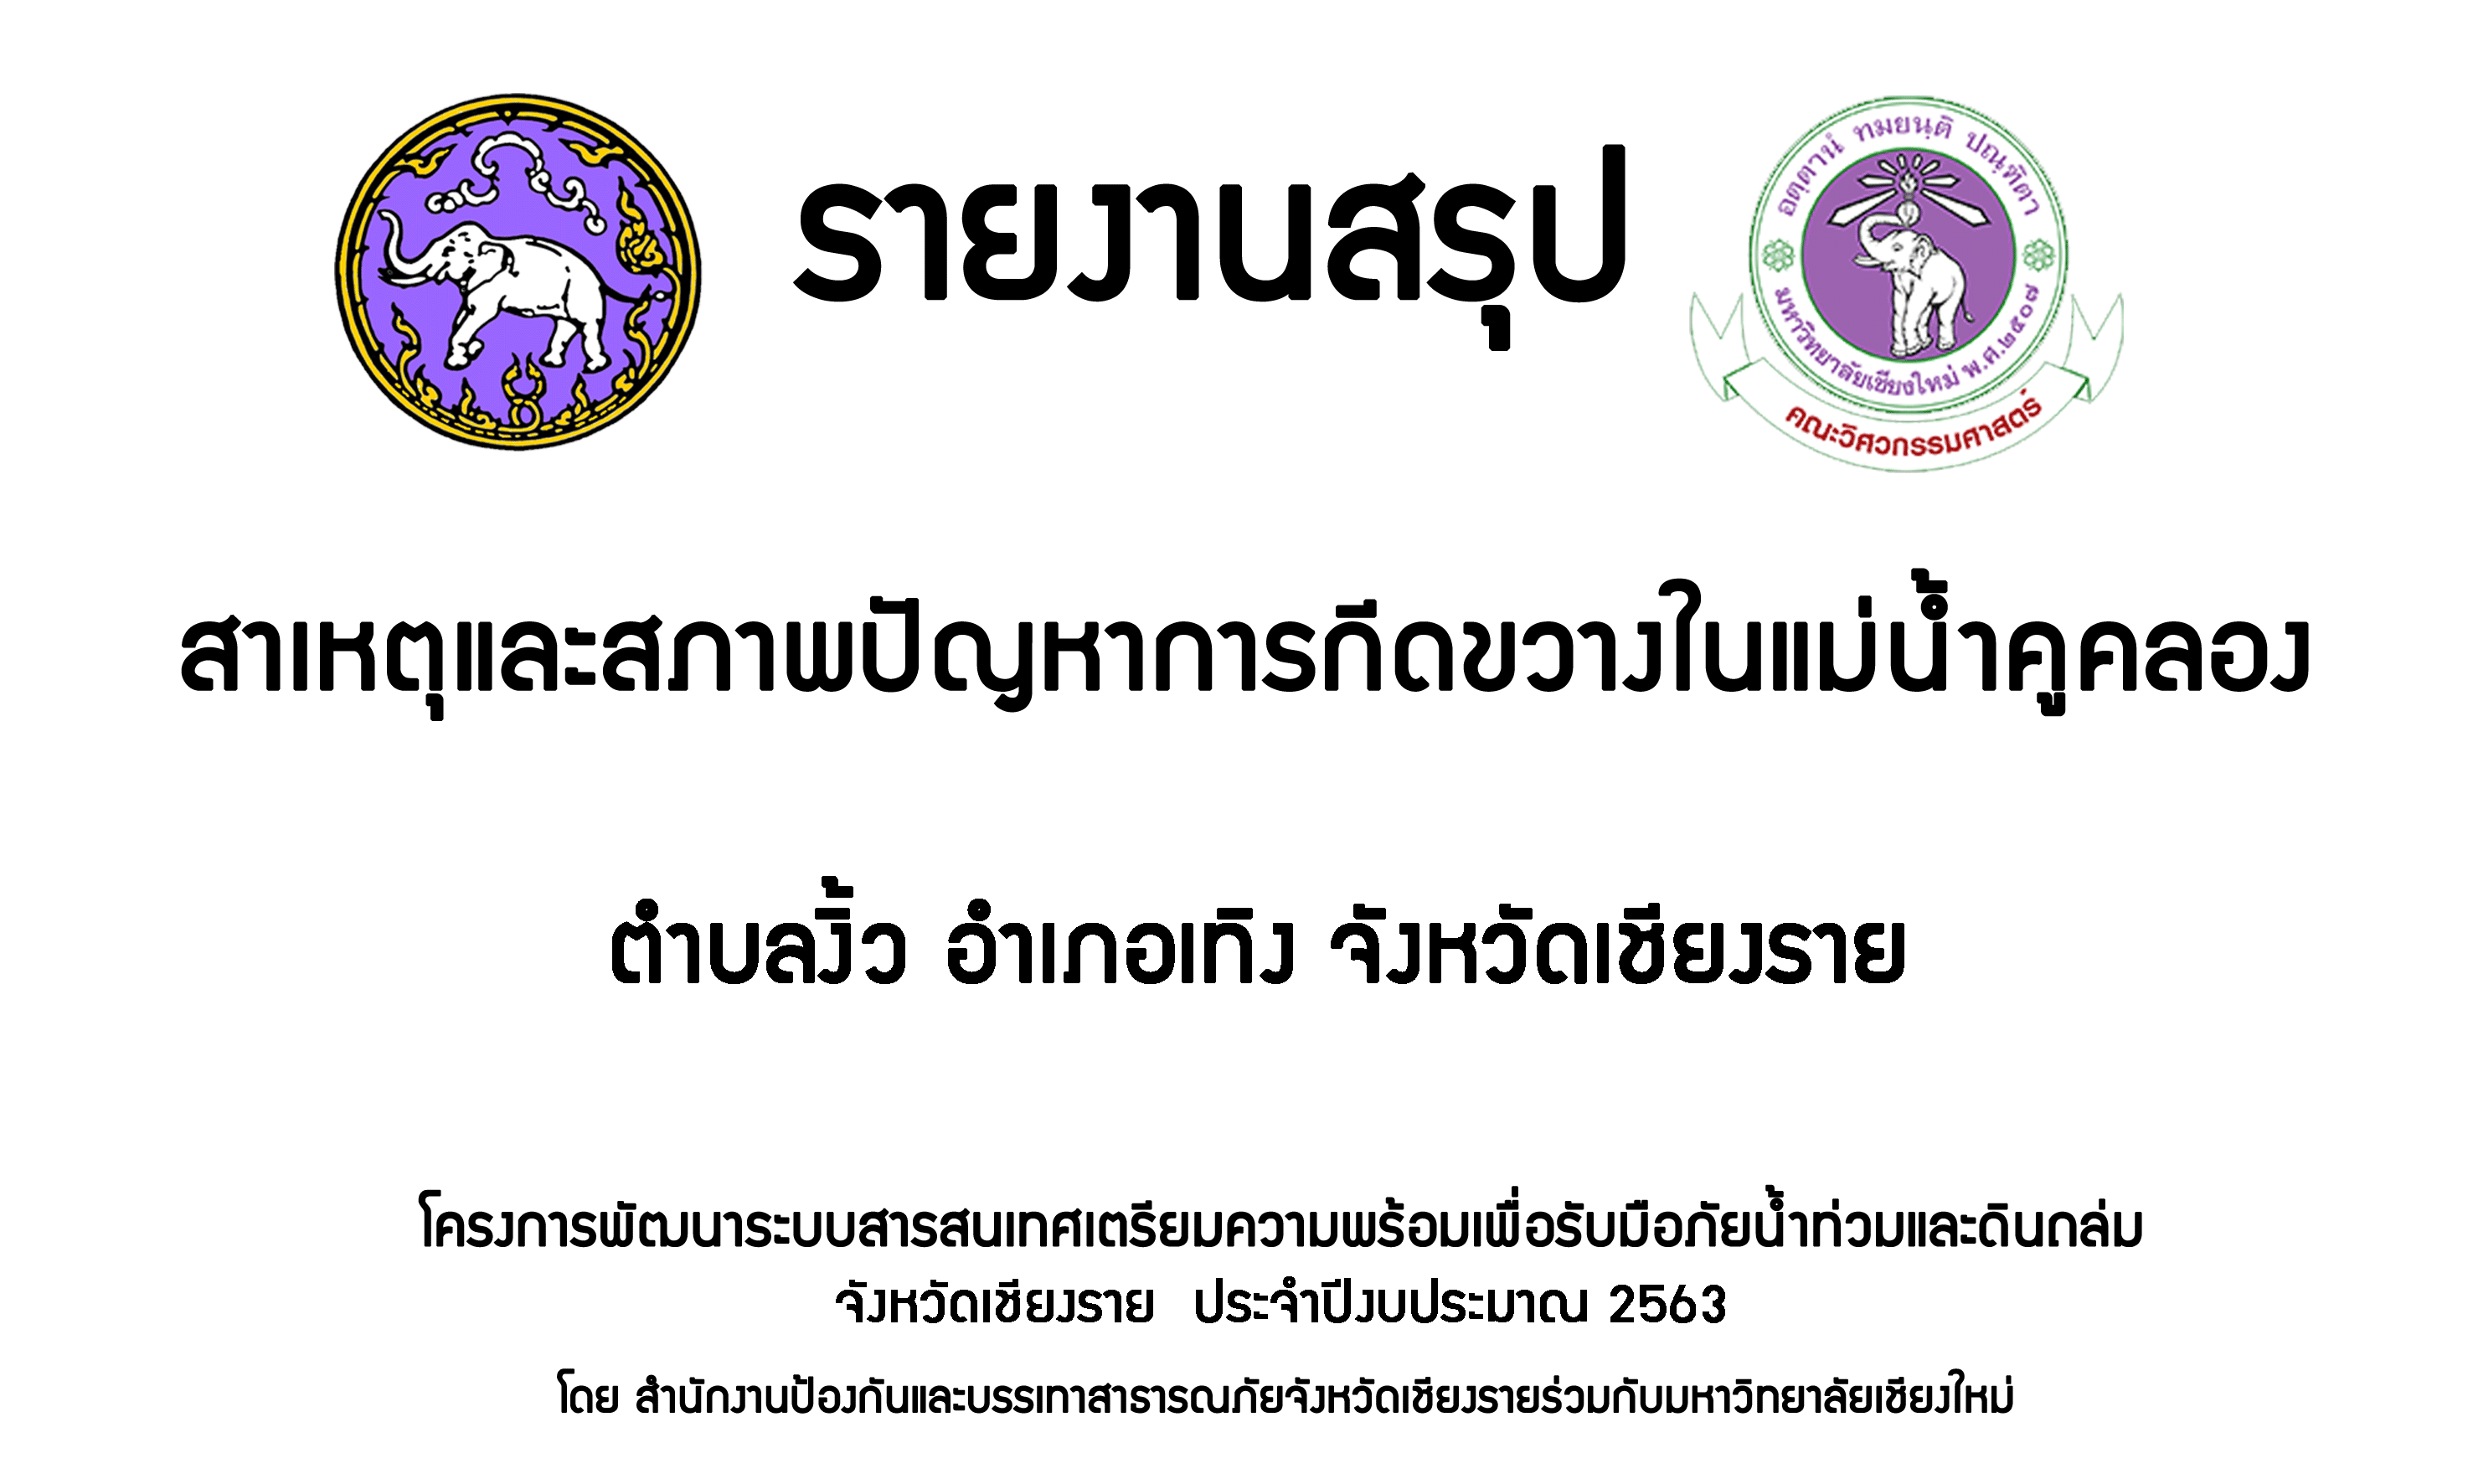 รายงานสรุป
อตฺตานํ ทมยนฺติ ปณฺฑิตา
มหาวิทยาลัยเชียงใหม่ พ.ศ.๒๕๐๗
คณะวิศวกรรมศาสตร์
สาเหตุและสภาพปัญหาการกีดขวางในแม่น้ำคูคลอง
ตำบลงิ้ว อำเภอเทิง จังหวัดเชียงราย
โครงการพัฒนาระบบสารสนเทศเตรียมความพร้อมเพื่อรับมือภัยน้ำท่วมและดินถล่ม
จังหวัดเชียงราย ประจำปีงบประมาณ 2563
โดย สำนักงานป้องกันและบรรเทาสาธารณภัยจังหวัดเชียงรายร่วมกับมหาวิทยาลัยเชียงใหม่